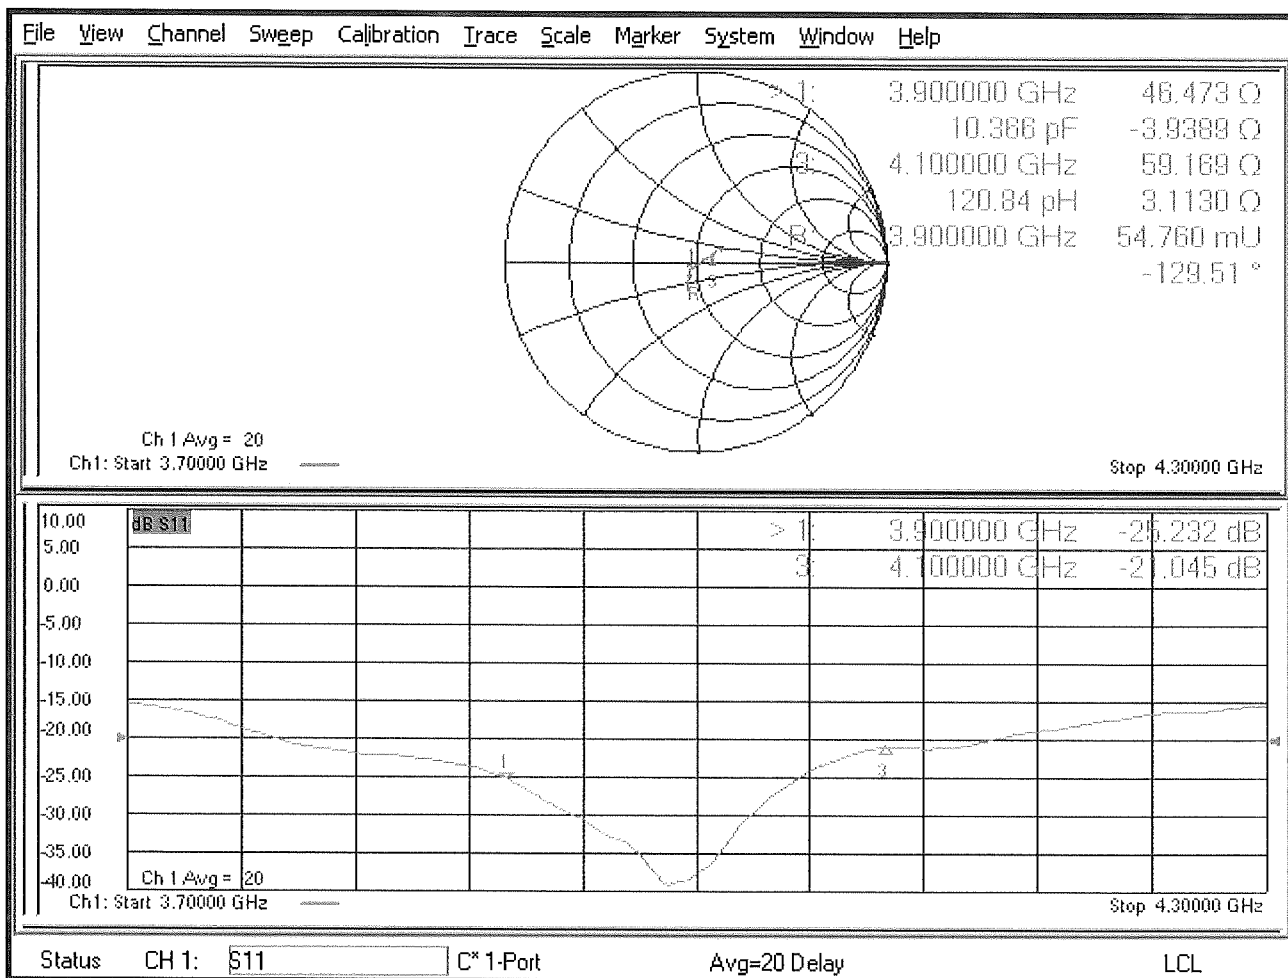 File View Channel Sweep Calibration Trace Scale Marker System Window Help
> 1: 3.900000 GHz 46.473 Ω
10.366 pF -3.9389 Ω
3: 4.100000 GHz 59.169 Ω
120.84 pH 3.1130 Ω
R: 3.900000 GHz 54.760 mU
-129.51 °
1
3
R
Ch 1 Avg = 20
Ch1: Start 3.70000 GHz
Stop 4.30000 GHz
10.00
dB S11
> 1: 3.900000 GHz -25.232 dB
5.00
3: 4.100000 GHz -21.045 dB
0.00
-5.00
-10.00
-15.00
-20.00
1
3
-25.00
-30.00
-35.00
-40.00
Ch 1 Avg = 20
Ch1: Start 3.70000 GHz
Stop 4.30000 GHz
Status CH 1: S11 C* 1-Port Avg=20 Delay LCL